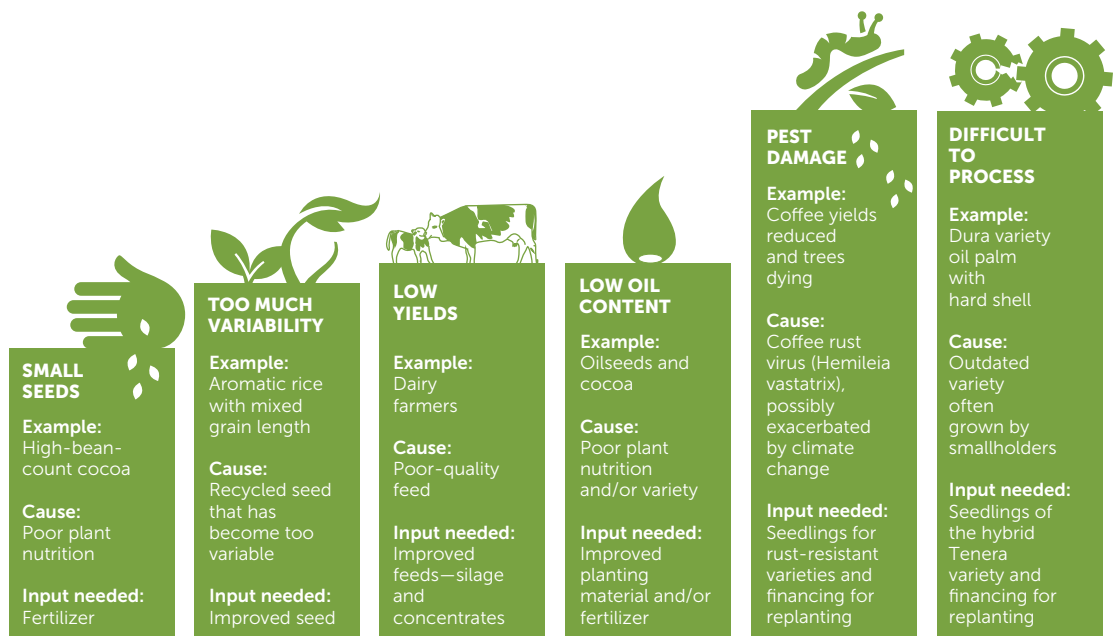 SMALL
SEEDS
Example:
High-bean-
count cocoa
Cause:
Poor plant
nutrition
Input needed:
Fertilizer
TOO MUCH
VARIABILITY
Example:
Aromatic rice
with mixed
grain length
Cause:
Recycled seed
that has
become too
variable
Input needed:
Improved seed
LOW
YIELDS
Example:
Dairy
farmers
Cause:
Poor-quality
feed
Input needed:
Improved
feeds—silage
and
concentrates
LOW OIL
CONTENT
Example:
Oilseeds and
cocoa
Cause:
Poor plant
nutrition
and/or variety
Input needed:
Improved
planting
material and/or
fertilizer
PEST
DAMAGE
Example:
Coffee yields
reduced
and trees
dying
Cause:
Coffee rust
virus (Hemileia
vastatrix),
possibly
exacerbated
by climate
change
Input needed:
Seedlings for
rust-resistant
varieties and
financing for
replanting
DIFFICULT
TO
PROCESS
Example:
Dura variety
oil palm
with
hard shell
Cause:
Outdated
variety
often
grown by
smallholders
Input needed:
Seedlings of
the hybrid
Tenera
variety and
financing for
replanting